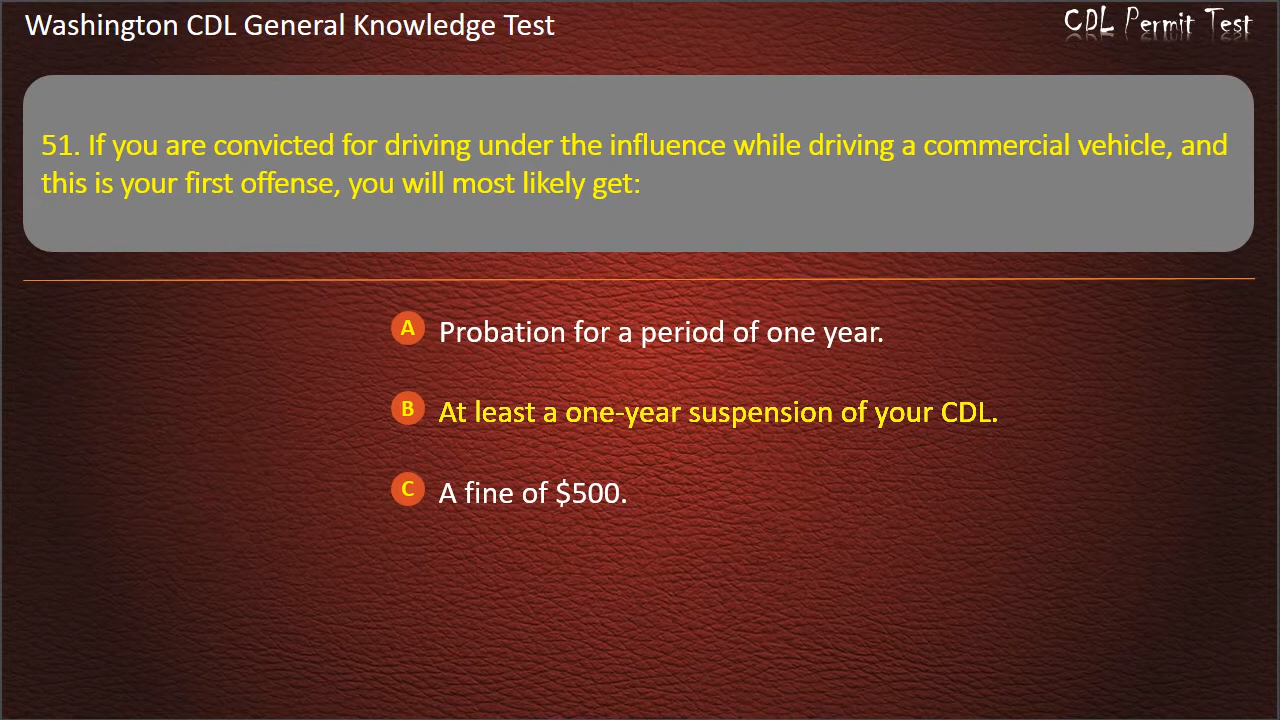 Washington CDL General Knowledge Test
CDL Permit Test
51. If you are convicted for driving under the influence while driving a commercial vehicle, and
this is your first offense, you will most likely get:
A Probation for a period of one year.
B At least a one-year suspension of your CDL.
C A fine of $500.